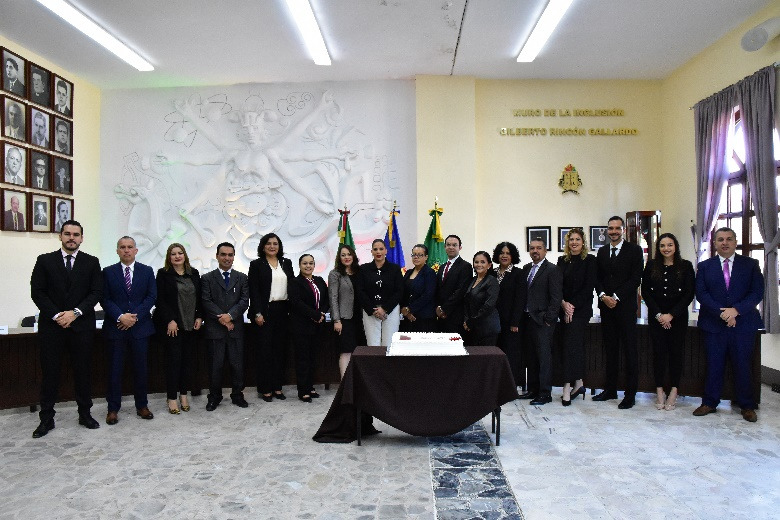 MURO DE LA INCLUSIÓN
GILBERTO RINCÓN GALLARDO